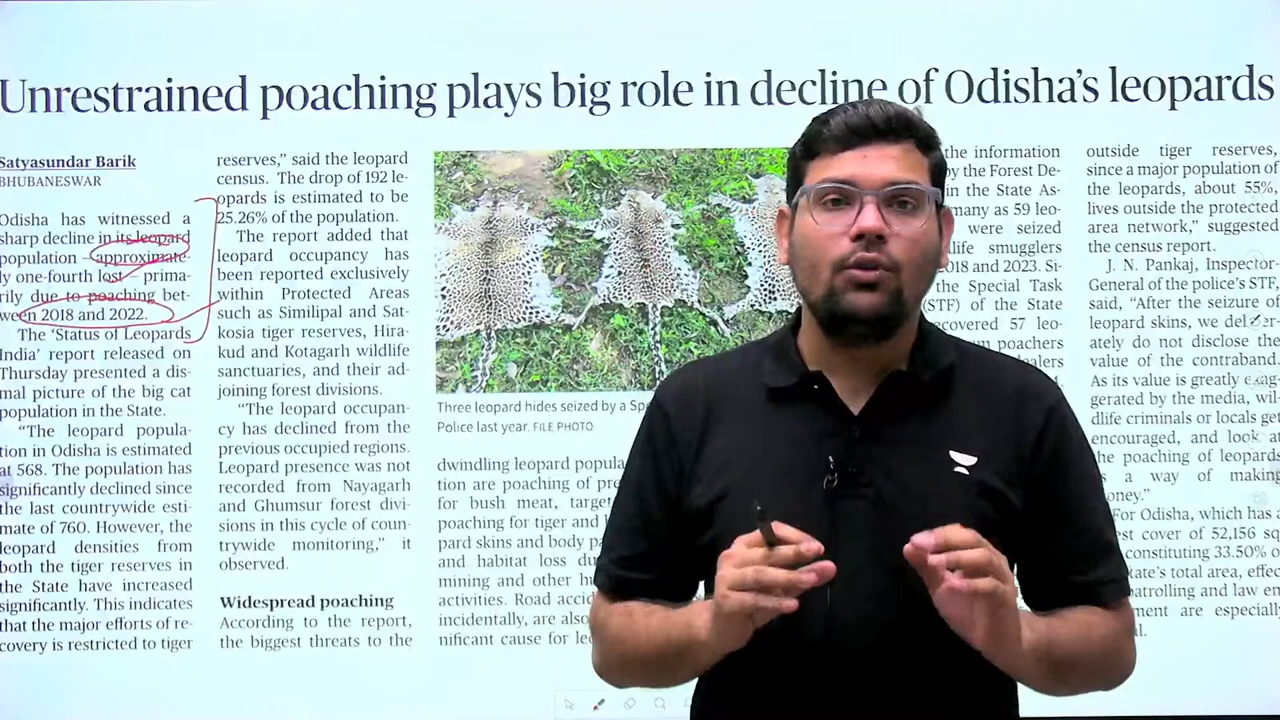 Unrestrained poaching plays big role in decline of Odisha's leopards
Satyasundar Barik
BHUBANESWAR
Odisha has witnessed a
sharp decline in its leopard
population – approximate-
ly one-fourth lost – prima-
rily due to poaching bet-
ween 2018 and 2022.
The ‘Status of Leopards
India’ report released on
Thursday presented a dis-
mal picture of the big cat
population in the State.
“The leopard popula-
tion in Odisha is estimated
at 568. The population has
significantly declined since
the last countrywide esti-
mate of 760. However, the
leopard densities from
both the tiger reserves in
the State have increased
significantly. This indicates
that the major efforts of re-
covery is restricted to tiger
reserves,” said the leopard
census. The drop of 192 le-
opards is estimated to be
25.26% of the population.
The report added that
leopard occupancy has
been reported exclusively
within Protected Areas
such as Similipal and Sat-
kosia tiger reserves, Hira-
kud and Kotagarh wildlife
sanctuaries, and their ad-
joining forest divisions.
“The leopard occupan-
cy has declined from the
previous occupied regions.
Leopard presence was not
recorded from Nayagarh
and Ghumsur forest divi-
sions in this cycle of coun-
trywide monitoring,” it
observed.
Widespread poaching
According to the report,
the biggest threats to the
Three leopard hides seized by a Sp
Police last year. FILE PHOTO
dwindling leopard popula
tion are poaching of pre
for bush meat, target
poaching for tiger and l
pard skins and body pa
and habitat loss du
mining and other hu
activities. Road accid
incidentally, are also
nificant cause for le
the information
by the Forest De-
in the State As-
many as 59 leo-
were seized
life smugglers
018 and 2023. Si-
the Special Task
(STF) of the State
ecovered 57 leo-
m poachers
dealers
outside tiger reserves,
since a major population of
the leopards, about 55%,
lives outside the protected
area network,” suggested
the census report.
J. N. Pankaj, Inspector-
General of the police’s STF,
said, “After the seizure of
leopard skins, we deliber-
ately do not disclose the
value of the contraband.
As its value is greatly exag-
gerated by the media, wil-
dlife criminals or locals get
encouraged, and look at
the poaching of leopards
s a way of making
oney.”
For Odisha, which has a
st cover of 52,156 sq
constituting 33.50% o
tate’s total area, effec
patrolling and law en
ment are especially